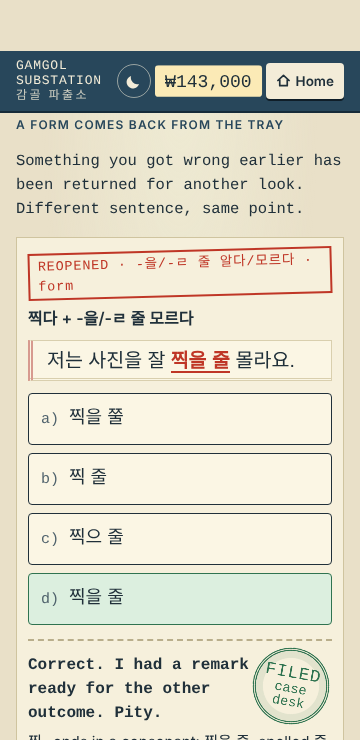 GAMGOL
SUBSTATION
감골 파출소
₩143,000
Home
A FORM COMES BACK FROM THE TRAY
Something you got wrong earlier has
been returned for another look.
Different sentence, same point.
REOPENED · -을/-ㄹ 줄 알다/모르다 ·
form
찍다 + -을/-ㄹ 줄 모르다
저는 사진을 잘 찍을 줄 몰라요.
a) 찍을 쭐
b) 찍 줄
c) 찍으 줄
d) 찍을 줄
Correct. I had a remark
ready for the other
outcome. Pity.
FILED
case
desk